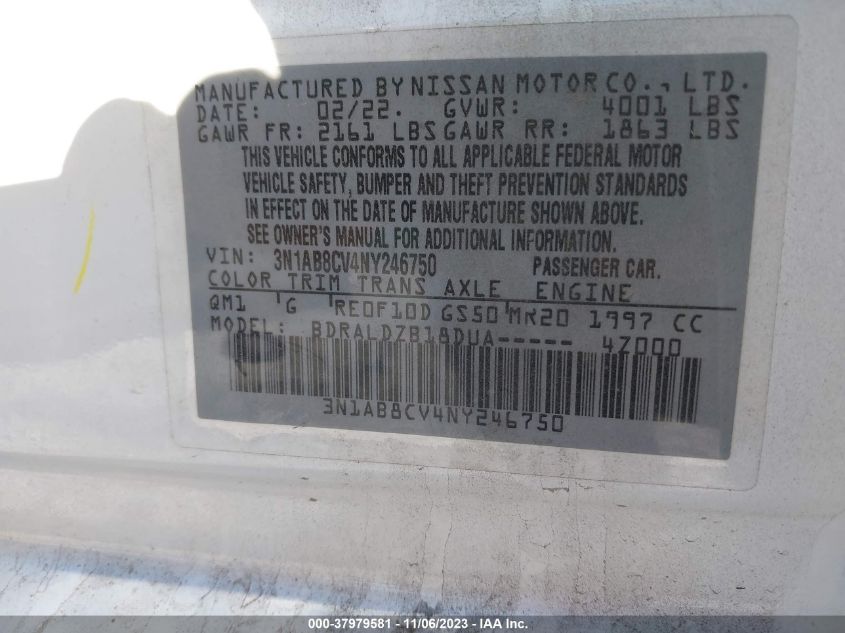 MANUFACTURED BY NISSAN MOTOR CO., LTD.
DATE: 02/22. GVWR: 4001 LBS
GAWR FR: 2161 LBS GAWR RR: 1863 LBS
THIS VEHICLE CONFORMS TO ALL APPLICABLE FEDERAL MOTOR
VEHICLE SAFETY, BUMPER AND THEFT PREVENTION STANDARDS
IN EFFECT ON THE DATE OF MANUFACTURE SHOWN ABOVE.
SEE OWNER'S MANUAL FOR ADDITIONAL INFORMATION.
VIN: 3N1AB8CV4NY246750 PASSENGER CAR.
COLOR TRIM TRANS AXLE ENGINE
QM1 'G 'RE0F10D GS50'MR20 1997 CC
MODEL: BDRALDZB18DUA----- 4Z000
3N1AB8CV4NY246750
000-37979581 - 11/06/2023 - IAA Inc.